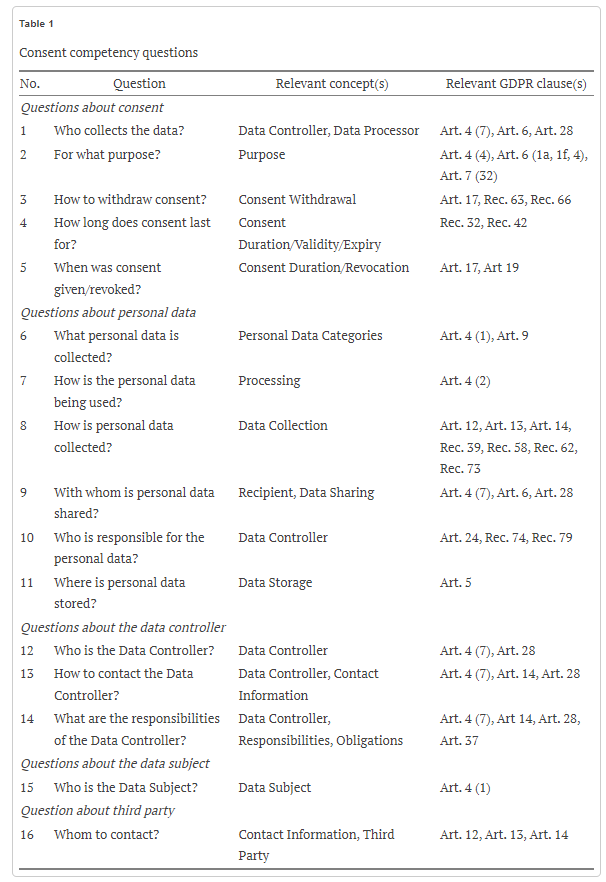 Table 1
Consent competency questions
No. Question Relevant concept(s) Relevant GDPR clause(s)
Questions about consent
1 Who collects the data? Data Controller, Data Processor Art. 4 (7), Art. 6, Art. 28
2 For what purpose? Purpose Art. 4 (4), Art. 6 (1a, 1f, 4),
Art. 7 (32)
3 How to withdraw consent? Consent Withdrawal Art. 17, Rec. 63, Rec. 66
4 How long does consent last Consent Rec. 32, Rec. 42
for? Duration/Validity/Expiry
5 When was consent Consent Duration/Revocation Art. 17, Art 19
given/revoked?
Questions about personal data
6 What personal data is Personal Data Categories Art. 4 (1), Art. 9
collected?
7 How is the personal data Processing Art. 4 (2)
being used?
8 How is personal data Data Collection Art. 12, Art. 13, Art. 14,
collected? Rec. 39, Rec. 58, Rec. 62,
Rec. 73
9 With whom is personal data Recipient, Data Sharing Art. 4 (7), Art. 6, Art. 28
shared?
10 Who is responsible for the Data Controller Art. 24, Rec. 74, Rec. 79
personal data?
11 Where is personal data Data Storage Art. 5
stored?
Questions about the data controller
12 Who is the Data Controller? Data Controller Art. 4 (7), Art. 28
13 How to contact the Data Data Controller, Contact Art. 4 (7), Art. 14, Art. 28
Controller? Information
14 What are the responsibilities Data Controller, Art. 4 (7), Art 14, Art. 28,
of the Data Controller? Responsibilities, Obligations Art. 37
Questions about the data subject
15 Who is the Data Subject? Data Subject Art. 4 (1)
Question about third party
16 Whom to contact? Contact Information, Third Art. 12, Art. 13, Art. 14
Party